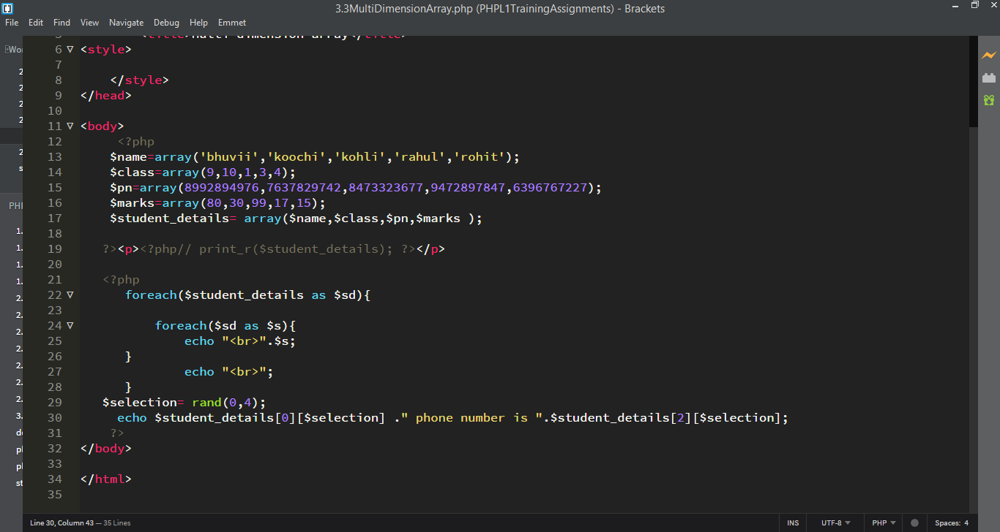 3.3MultiDimensionArray.php (PHPL1TrainingAssignments) - Brackets
File Edit Find View Navigate Debug Help Emmet
6 <style>
7
8 </style>
9 </head>
10
11 <body>
12 <?php
13 $name=array('bhuvii','koochi','kohli','rahul','rohit');
14 $class=array(9,10,1,3,4);
15 $pn=array(8992894976,7637829742,8473323677,9472897847,6396767227);
16 $marks=array(80,30,99,17,15);
17 $student_details= array($name,$class,$pn,$marks );
18
19 ?><p><?php// print_r($student_details); ?></p>
20
21 <?php
22 foreach($student_details as $sd){
23
24 foreach($sd as $s){
25 echo "<br>".$s;
26 }
27 echo "<br>";
28 }
29 $selection= rand(0,4);
30 echo $student_details[0][$selection] ." phone number is ".$student_details[2][$selection];
31 ?>
32 </body>
33
34 </html>
35
Line 30, Column 43 — 35 Lines
INS UTF-8 PHP Spaces: 4